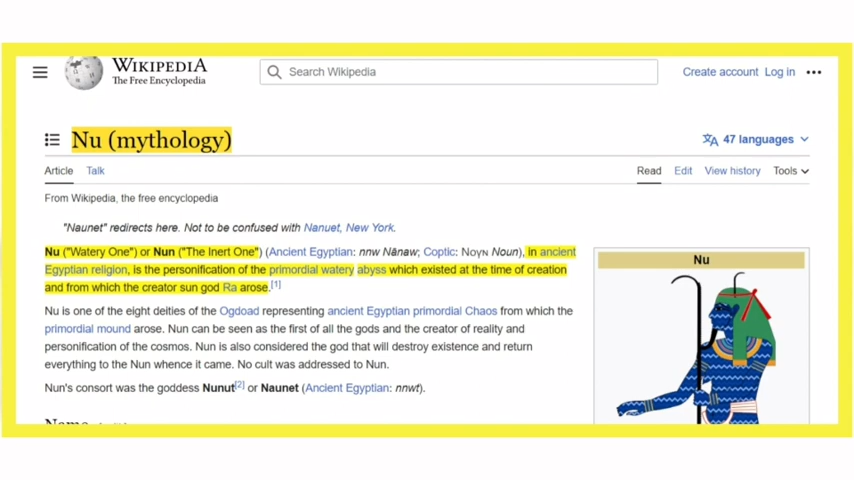 WIKIPEDIA
The Free Encyclopedia
Search Wikipedia
Create account Log in
Nu (mythology)
47 languages
Article Talk
Read Edit View history Tools
From Wikipedia, the free encyclopedia
"Naunet" redirects here. Not to be confused with Nanuet, New York.
Nu ("Watery One") or Nun ("The Inert One") (Ancient Egyptian: nnw Nānaw; Coptic: Ⲛⲟⲩⲛ Noun), in ancient
Egyptian religion, is the personification of the primordial watery abyss which existed at the time of creation
and from which the creator sun god Ra arose.[1]
Nu
Nu is one of the eight deities of the Ogdoad representing ancient Egyptian primordial Chaos from which the
primordial mound arose. Nun can be seen as the first of all the gods and the creator of reality and
personification of the cosmos. Nun is also considered the god that will destroy existence and return
everything to the Nun whence it came. No cult was addressed to Nun.
Nun's consort was the goddess Nunut[2] or Naunet (Ancient Egyptian: nnwt).